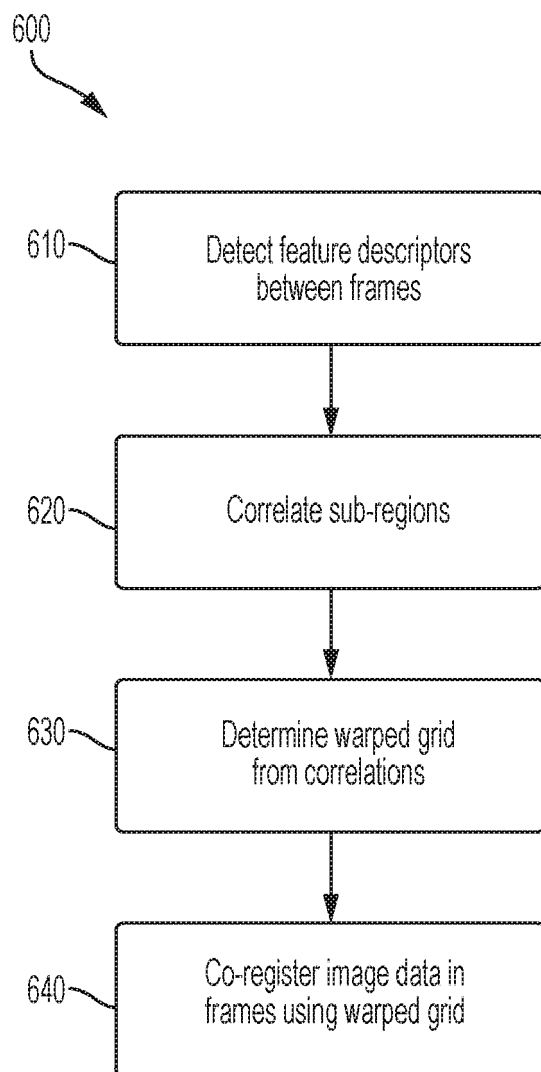 600
610
Detect feature descriptors
between frames
620
Correlate sub-regions
630
Determine warped grid
from correlations
640
Co-register image data in
frames using warped grid